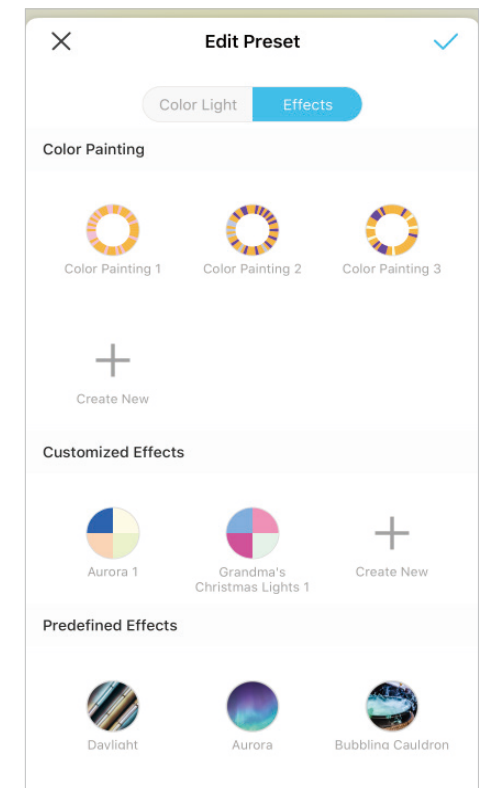 Edit Preset
Color Light Effects
Color Painting
Color Painting 1 Color Painting 2 Color Painting 3
Create New
Customized Effects
Aurora 1 Grandma's Christmas Lights 1 Create New
Predefined Effects
Daylight Aurora Bubbling Cauldron